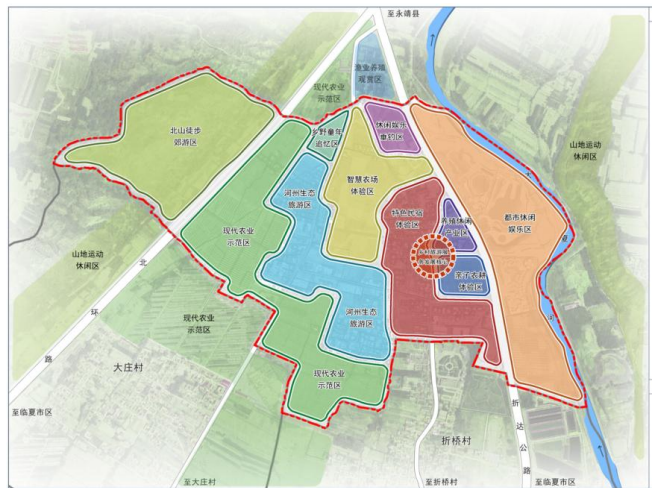 至永靖县
渔业养殖
观赏区
现代农业
示范区
北山徒步
郊游区
乡野童年
追忆区
休闲娱乐
垂钓区
山地运动
休闲区
智慧农场
体验区
河州生态
旅游区
特色民宿
体验区
养殖休闲
产业区
都市休闲
娱乐区
现代农业
示范区
山地运动
休闲区
北
环
路
亲子农耕
体验区
现代农业
示范区
河州生态
旅游区
大庄村
现代农业
示范区
至临夏市区
折
达
公
路
折桥村
至大庄村
至折桥村
至临夏市区